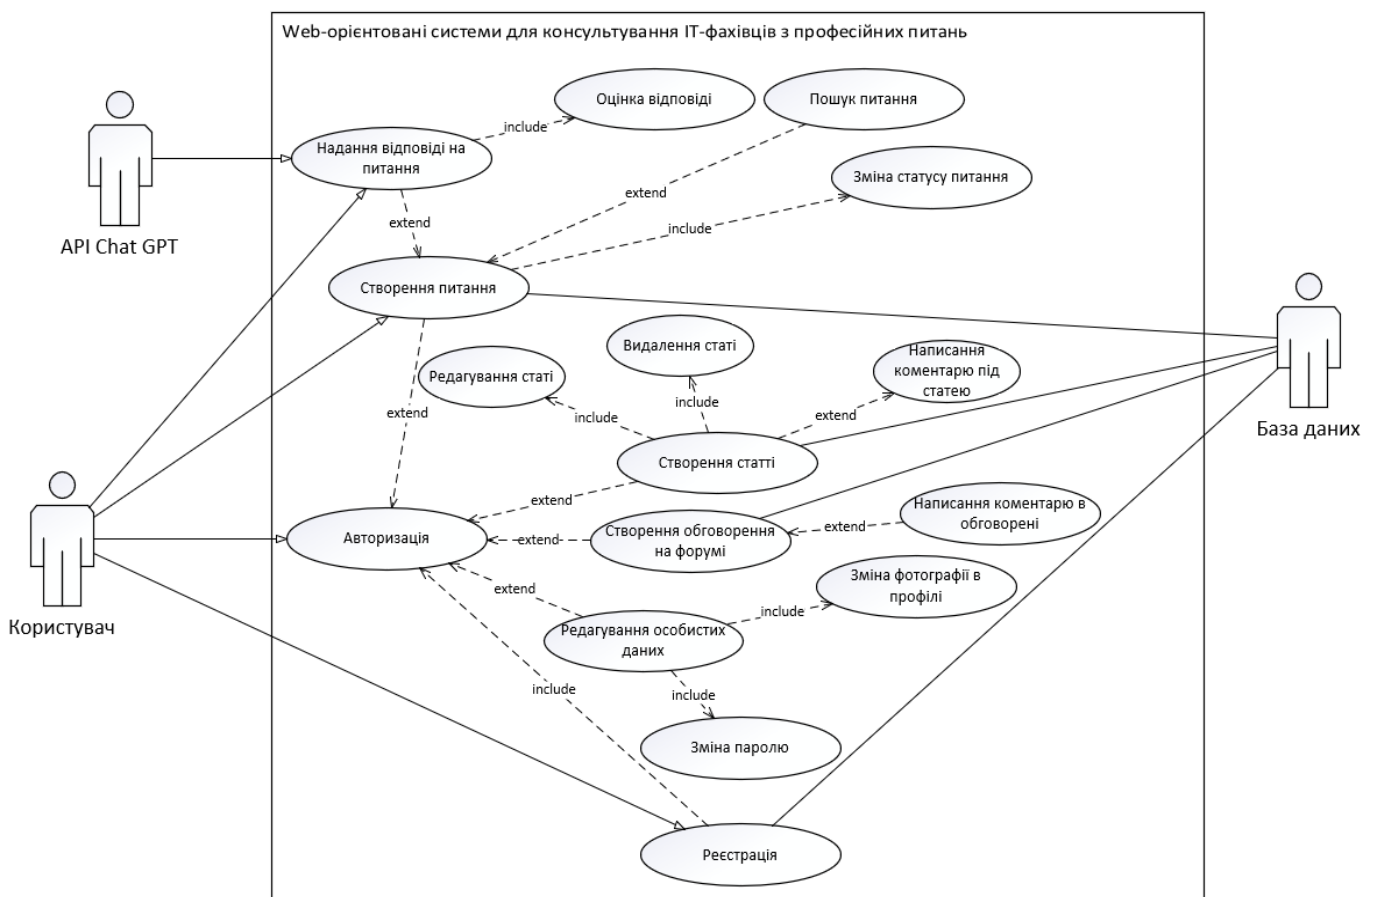 Web-орієнтовані системи для консультування ІТ-фахівців з професійних питань
Оцінка відповіді
Пошук питання
include
Надання відповіді на
питання
Зміна статусу питання
extend
extend
include
API Chat GPT
Створення питання
Видалення статі
Написання
коментарю під
статею
Редагування статі
include
extend
include
extend
База даних
Створення статті
extend
Написання коментарю в
обговорені
Створення обговорення
на форумі
extend
extend
Авторизація
Зміна фотографії в
профілі
extend
include
Користувач
Редагування особистих
даних
include
include
Зміна паролю
Реєстрація